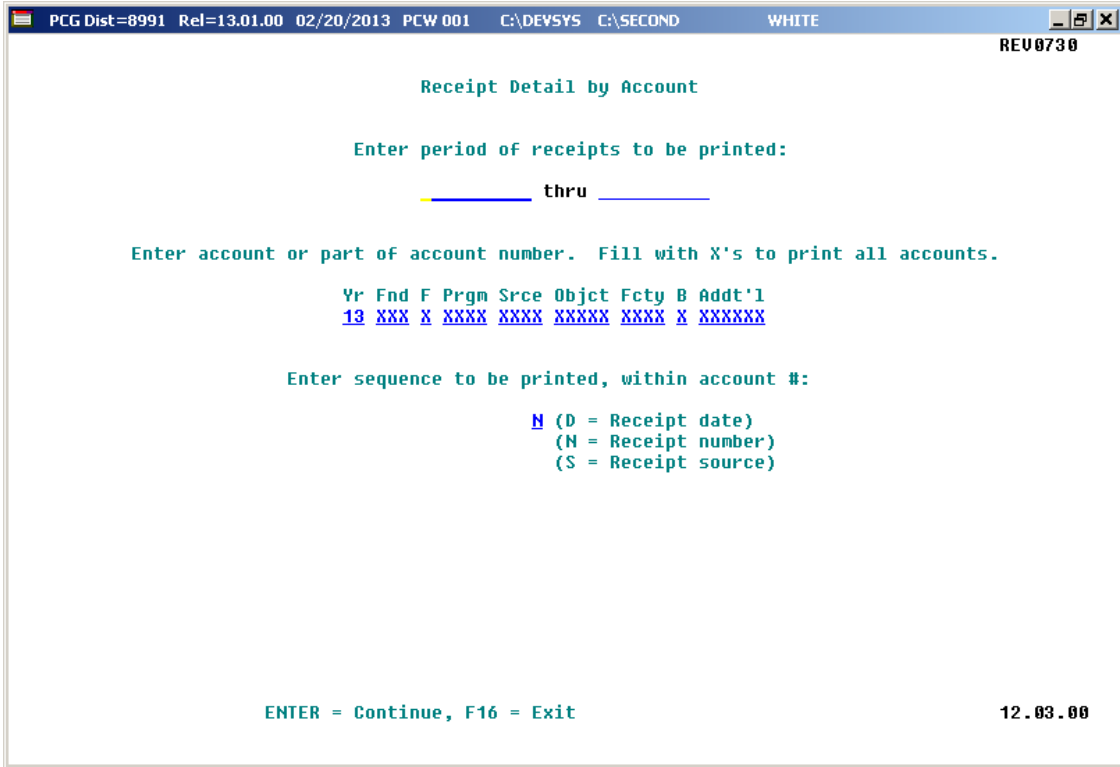 PCG Dist=8991 Rel=13.01.00 02/20/2013 PCW 001 C:\DEVSYS C:\SECOND WHITE
REV0730
Receipt Detail by Account
Enter period of receipts to be printed:
__________ thru __________
Enter account or part of account number. Fill with X's to print all accounts.
Yr Fnd F Prgm Srce Objct Fcty B Addt'l
13 XXX X XXXX XXXX XXXXX XXXX X XXXXXX
Enter sequence to be printed, within account #:
N (D = Receipt date)
(N = Receipt number)
(S = Receipt source)
ENTER = Continue, F16 = Exit 12.03.00